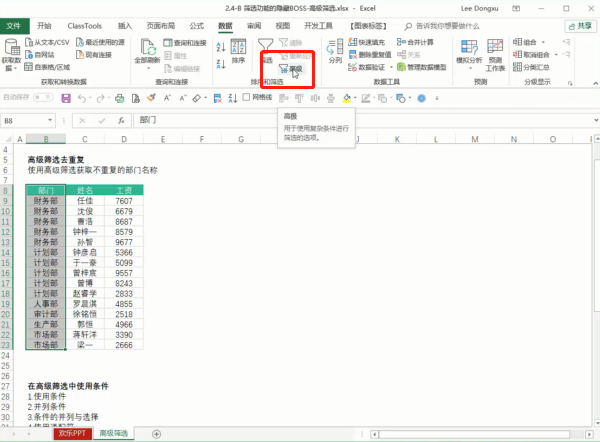 2.4-B 筛选功能的隐藏BOSS-高级筛选.xlsx - Excel
Lee Dongxu
文件 开始 ClassTools 插入 页面布局 公式 数据 审阅 视图 开发工具 【图表标签】 告诉我你想要做什么 共享
获取数据 从文本/CSV 最近使用的源 自网站 现有连接 自表格/区域
获取和转换数据
全部刷新 查询和连接 属性 编辑链接
查询和连接
排序 筛选 清除 高级
排序和筛选
分列 快速填充 合并计算 删除重复值 关系 数据验证 管理数据模型
数据工具
模拟分析 预测工作表
预测
组合 取消组合 分类汇总
分级显示
自动保存 网格线
B8 部门
高级
用于使用复杂条件进行
筛选的选项。
A B C D E F G H I J K L M N O
4
5 高级筛选去重复
6 使用高级筛选获取不重复的部门名称
7
8 部门 姓名 工资
9 财务部 任佳 7607
10 财务部 沈俊 6679
11 财务部 曹浩 8687
12 财务部 钟梓一 8579
13 财务部 孙智 9677
14 计划部 钟彦启 5366
15 计划部 于一豪 5099
16 计划部 曾梓宸 9557
17 计划部 曾博 8243
18 计划部 赵睿学 2833
19 人事部 罗晨淇 4855
20 审计部 徐铭恒 2518
21 生产部 郭恒 4966
22 市场部 蒋轩洋 3390
23 市场部 梁一 2666
24
25
26
27 在高级筛选中使用条件
28 1.使用条件
29 2.并列条件
30 3.条件的并列与选择
欢乐PPT 高级筛选